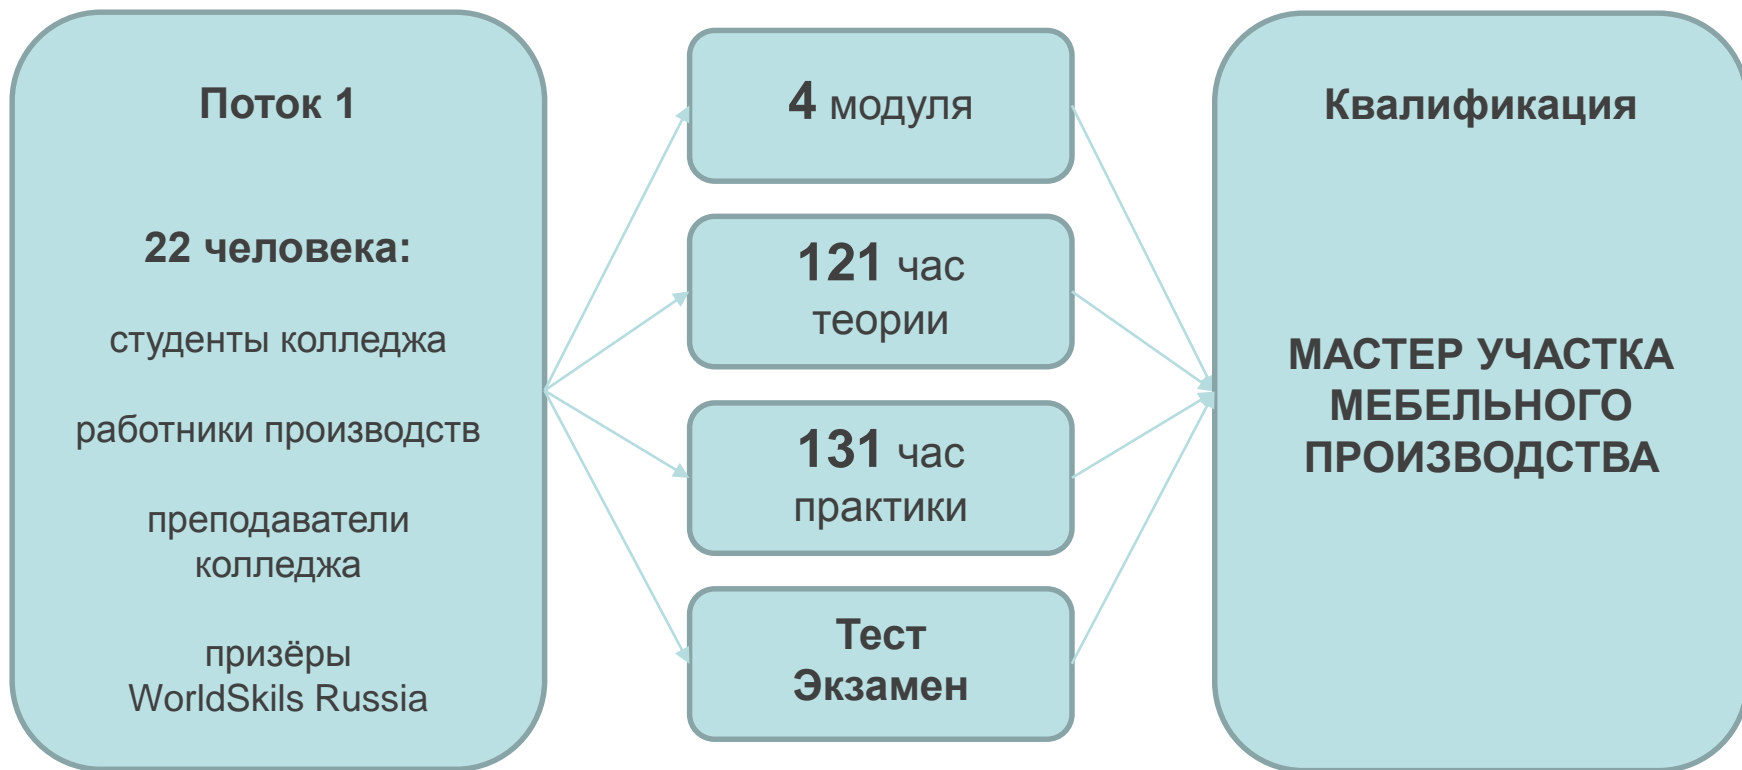 Поток 1
22 человека:
студенты колледжа
работники производств
преподаватели
колледжа
призёры
WorldSkils Russia
4 модуля
121 час
теории
131 час
практики
Тест
Экзамен
Квалификация
МАСТЕР УЧАСТКА
МЕБЕЛЬНОГО
ПРОИЗВОДСТВА